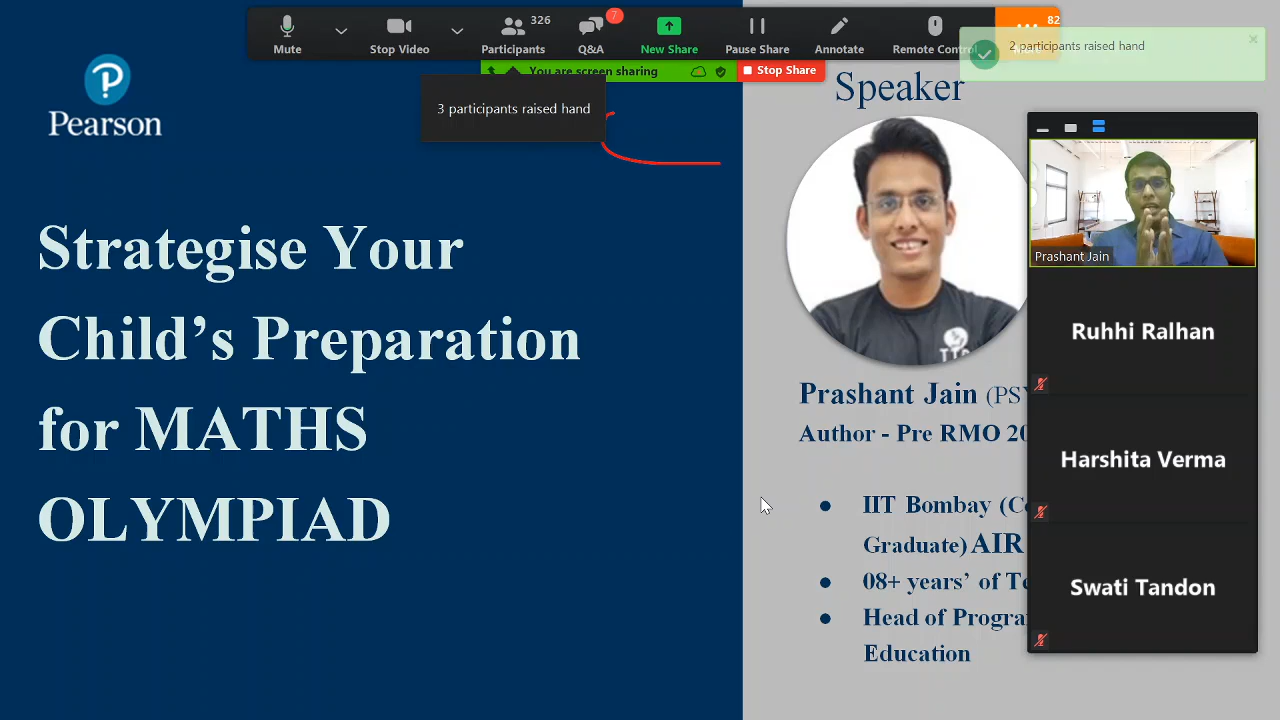 326
7
82
Mute
Stop Video
Participants
Q&A
New Share
Pause Share
Annotate
Remote Control
2 participants raised hand
You are screen sharing
Stop Share
3 participants raised hand
Pearson
Speaker
Strategise Your
Child’s Preparation
for MATHS
OLYMPIAD
Prashant Jain (PS
Author - Pre RMO 20
IIT Bombay (C
Graduate) AIR
08+ years’ of T
Head of Progra
Education
Prashant Jain
Ruhhi Ralhan
Harshita Verma
Swati Tandon